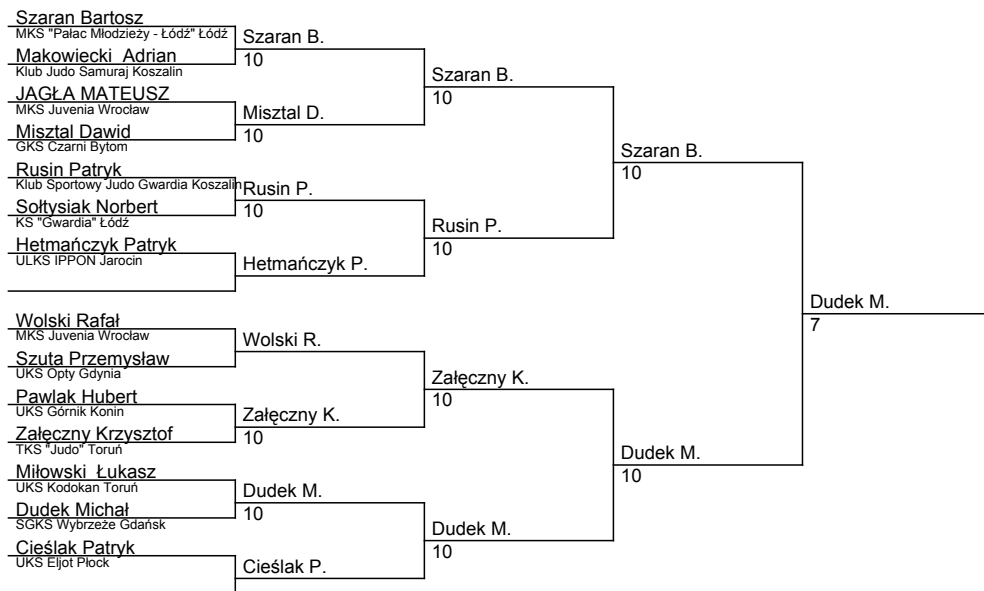 Szaran Bartosz
MKS "Pałac Młodzieży - Łódź" Łódź
Makowiecki  Adrian
Klub Judo Samuraj Koszalin
JAGŁA MATEUSZ
MKS Juvenia Wrocław
Misztal Dawid
GKS Czarni Bytom
Rusin Patryk
Klub Sportowy Judo Gwardia Koszalin
Sołtysiak Norbert
KS "Gwardia" Łódź
Hetmańczyk Patryk
ULKS IPPON Jarocin
Wolski Rafał
MKS Juvenia Wrocław
Szuta Przemysław
UKS Opty Gdynia
Pawlak Hubert
UKS Górnik Konin
Załęczny Krzysztof
TKS "Judo" Toruń
Miłowski  Łukasz
UKS Kodokan Toruń
Dudek Michał
SGKS Wybrzeże Gdańsk
Cieślak Patryk
UKS Eljot Płock
Szaran B.
10
Misztal D.
10
Rusin P.
10
Hetmańczyk P.
Wolski R.
Załęczny K.
10
Dudek M.
10
Cieślak P.
Szaran B.
10
Rusin P.
10
Załęczny K.
10
Dudek M.
10
Szaran B.
10
Dudek M.
10
Dudek M.
7